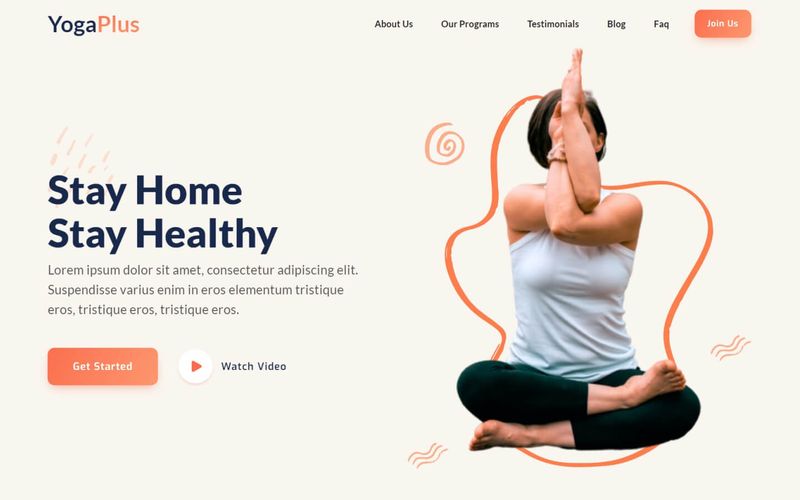 YogaPlus
About Us Our Programs Testimonials Blog Faq Join Us
Stay Home
Stay Healthy
Lorem ipsum dolor sit amet, consectetur adipiscing elit.
Suspendisse varius enim in eros elementum tristique
eros, tristique eros, tristique eros.
Get Started Watch Video